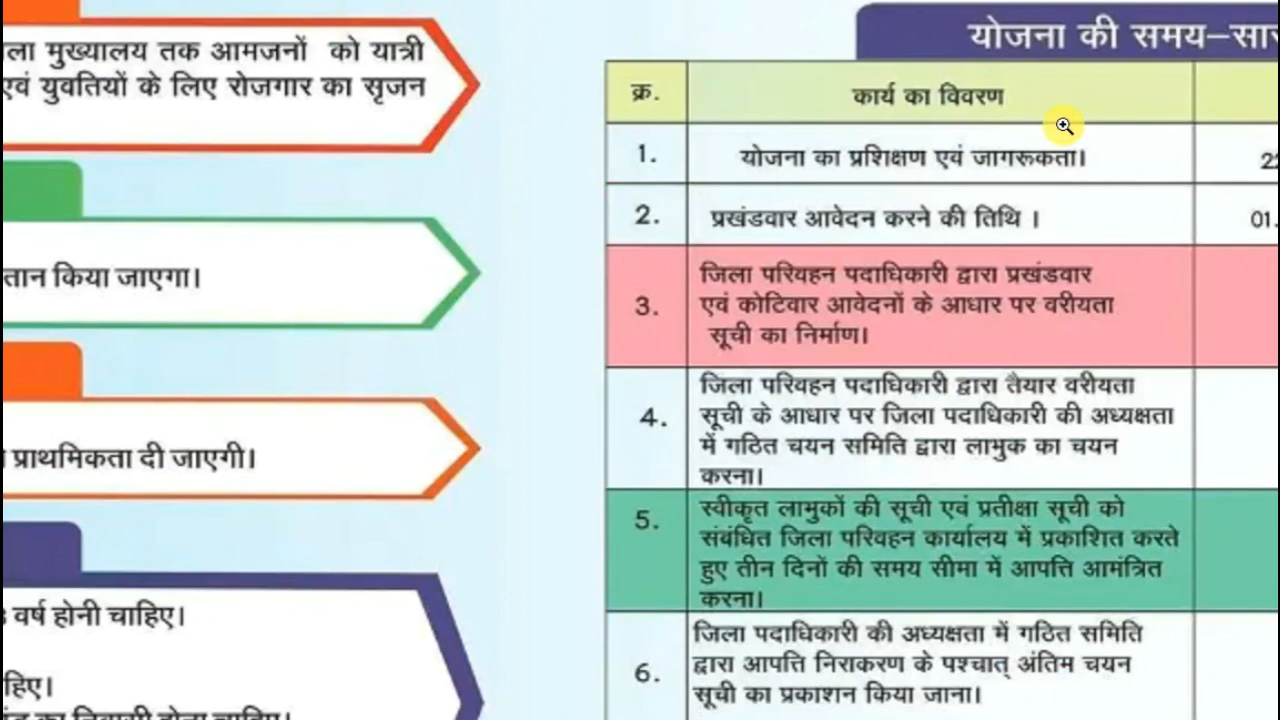 मुख्यालय तक आमजनों को यात्री
एवं युवतियों के लिए रोजगार का सृजन
किया जाएगा।
प्राथमिकता दी जाएगी।
वर्ष होनी चाहिए।
योजना की
क्र.
कार्य का विवरण
1.
योजना का प्रशिक्षण एवं जागरूकता।
2.
प्रखंडवार आवेदन करने की तिथि ।
01.
3.
जिला परिवहन पदाधिकारी द्वारा प्रखंडवार
एवं कोटिवार आवेदनों के आधार पर वरीयता
सूची का निर्माण।
4.
जिला परिवहन पदाधिकारी द्वारा तैयार वरीयता
सूची के आधार पर जिला पदाधिकारी की अध्यक्षता
में गठित चयन समिति द्वारा लाभुक का चयन
करना।
5.
स्वीकृत लाभुकों की सूची एवं प्रतीक्षा सूची को
संबंधित जिला परिवहन कार्यालय में प्रकाशित करते
हुए तीन दिनों की समय सीमा में आपत्ति आमंत्रित
करना।
6.
जिला पदाधिकारी की अध्यक्षता में गठित समिति
द्वारा आपत्ति निराकरण के पश्चात् अंतिम चयन
सूची का प्रकाशन किया जाना।